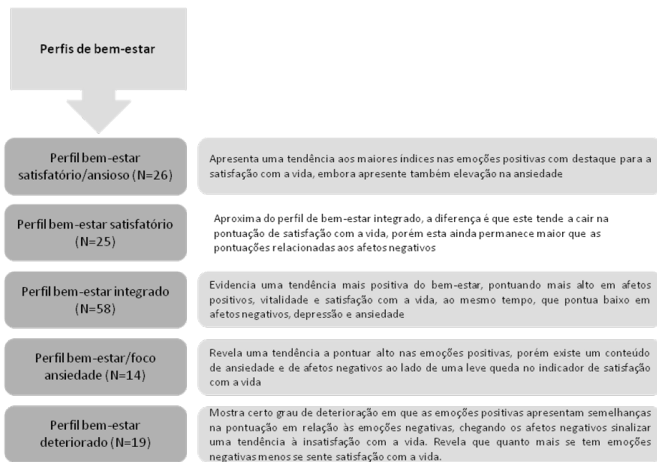 Perfis de bem-estar
Perfil bem-estar
satisfatório/ansioso (N=26)
Apresenta uma tendência aos maiores índices nas emoções positivas com destaque para a
satisfação com a vida, embora apresente também elevação na ansiedade
Perfil bem-estar satisfatório
(N=25)
Aproxima do perfil de bem-estar integrado, a diferença é que este tende a cair na
pontuação de satisfação com a vida, porém esta ainda permanece maior que as
pontuações relacionadas aos afetos negativos
Perfil bem-estar integrado
(N=58)
Evidencia uma tendência mais positiva do bem-estar, pontuando mais alto em afetos
positivos, vitalidade e satisfação com a vida, ao mesmo tempo, que pontua baixo em
afetos negativos, depressão e ansiedade
Perfil bem-estar/foco
ansiedade (N=14)
Revela uma tendência a pontuar alto nas emoções positivas, porém existe um conteúdo
de ansiedade e de afetos negativos ao lado de uma leve queda no indicador de satisfação
com a vida
Perfil bem-estar
deteriorado (N=19)
Mostra certo grau de deterioração em que as emoções positivas apresentam semelhanças
na pontuação em relação às emoções negativas, chegando os afetos negativos sinalizar
uma tendência à insatisfação com a vida. Revela que quanto mais se tem emoções
negativas menos se sente satisfação com a vida.